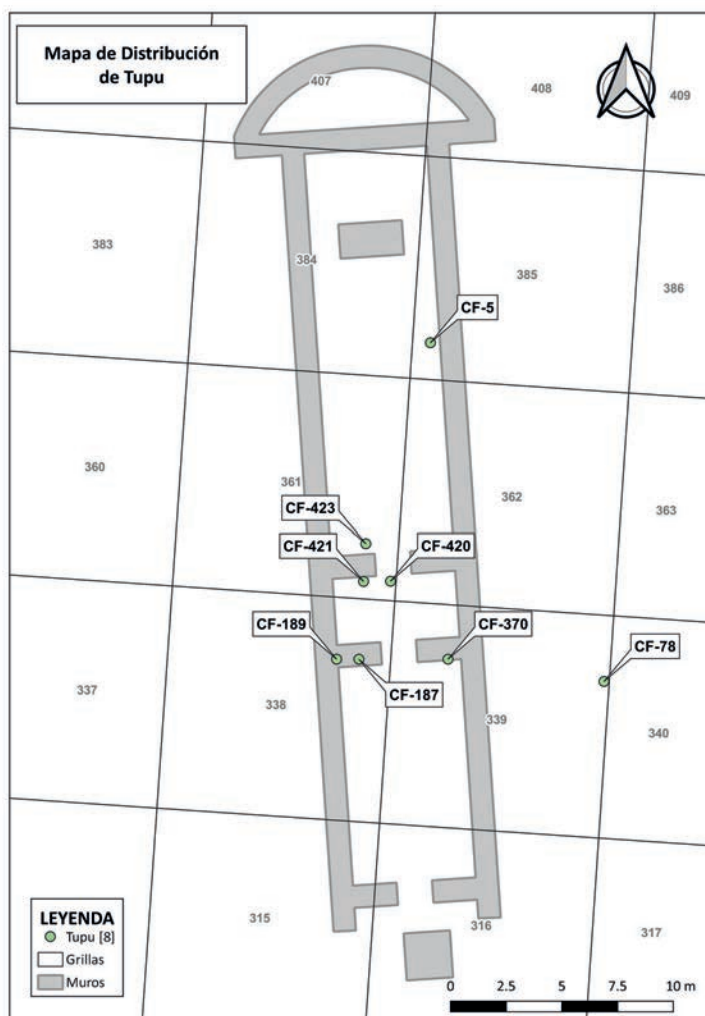 Mapa de Distribución
de Tupu
407
408
409
383
384
385
386
CF-5
360
361
362
363
CF-423
CF-421
CF-420
CF-189
CF-370
CF-78
CF-187
337
338
339
340
LEYENDA
Tupu [8]
Grillas
Muros
315
316
317
0 2.5 5 7.5 10 m